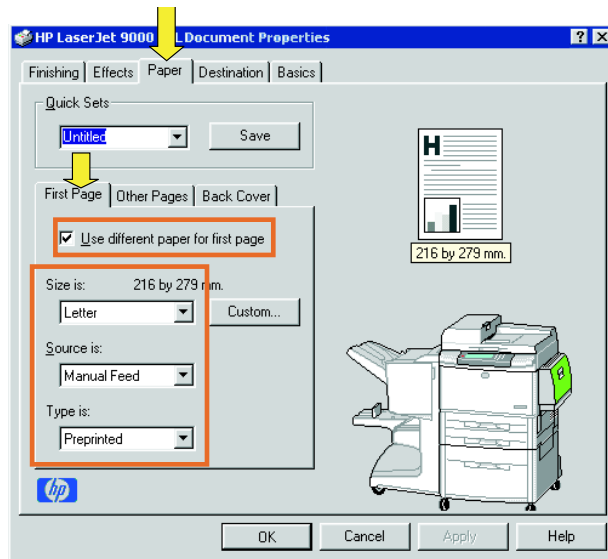 HP LaserJet 9000 L Document Properties
Finishing Effects Paper Destination Basics
Quick Sets
Untitled Save
First Page Other Pages Back Cover
Use different paper for first page
H
216 by 279 mm.
Size is: 216 by 279 mm.
Letter Custom...
Source is:
Manual Feed
Type is:
Preprinted
hp
OK Cancel Apply Help